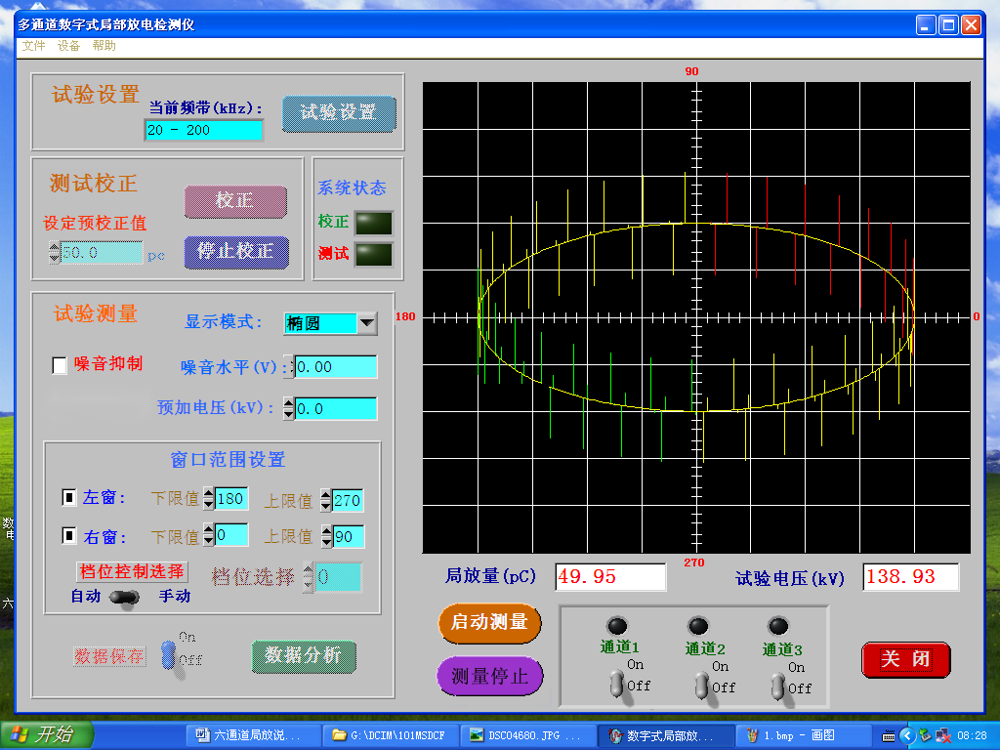 多通道数字式局部放电检测仪
文件 设备 帮助
试验设置
当前频带(kHz):
20 - 200
试验设置
测试校正
设定预校正值
50.0 pc
校正
停止校正
系统状态
校正
测试
试验测量
显示模式: 椭圆
噪音抑制
噪音水平(V): 0.00
预加电压(kV): 0.0
窗口范围设置
左窗: 下限值 180 上限值 270
右窗: 下限值 0 上限值 90
档位控制选择
自动 手动
档位选择 0
数据保存
On
Off
数据分析
90
180
0
270
局放量(pC) 49.95
试验电压(kV) 138.93
启动测量
测量停止
通道1 通道2 通道3
On On On
Off Off Off
关 闭
开始
六通道局放说...
G:\DCIM\101MSDCF
DSC04680.JPG ...
数字式局部放...
1.bmp - 画图
08:28